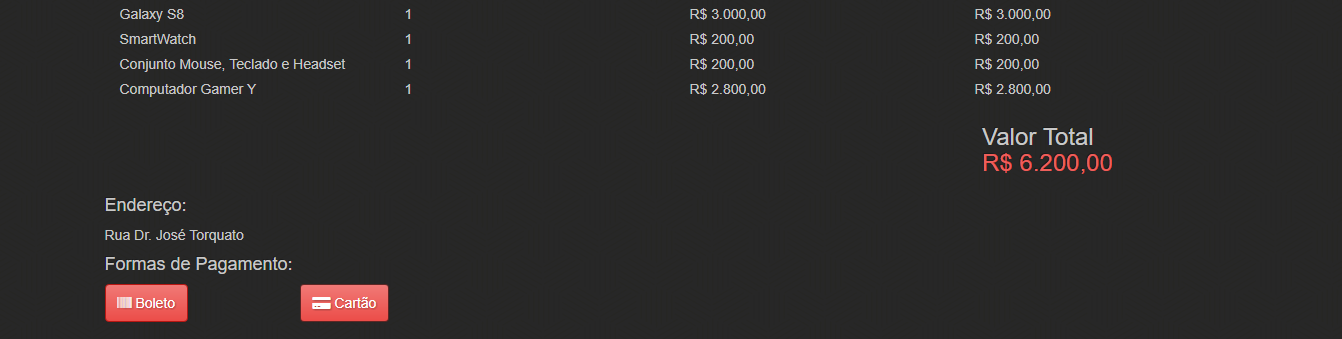 Galaxy S8 1 R$ 3.000,00 R$ 3.000,00
SmartWatch 1 R$ 200,00 R$ 200,00
Conjunto Mouse, Teclado e Headset 1 R$ 200,00 R$ 200,00
Computador Gamer Y 1 R$ 2.800,00 R$ 2.800,00
Valor Total
R$ 6.200,00
Endereço:
Rua Dr. José Torquato
Formas de Pagamento:
Boleto Cartão